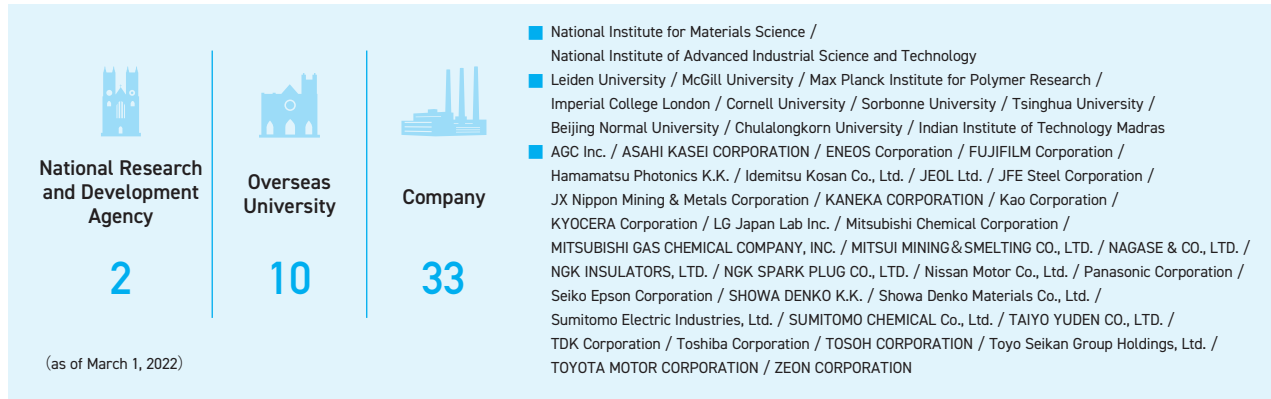 National Research
and Development
Agency
2
Overseas
University
10
Company
33
(as of March 1, 2022)
National Institute for Materials Science /
National Institute of Advanced Industrial Science and Technology
Leiden University / McGill University / Max Planck Institute for Polymer Research /
Imperial College London / Cornell University / Sorbonne University / Tsinghua University /
Beijing Normal University / Chulalongkorn University / Indian Institute of Technology Madras
AGC Inc. / ASAHI KASEI CORPORATION / ENEOS Corporation / FUJIFILM Corporation /
Hamamatsu Photonics K.K. / Idemitsu Kosan Co., Ltd. / JEOL Ltd. / JFE Steel Corporation /
JX Nippon Mining & Metals Corporation / KANEKA CORPORATION / Kao Corporation /
KYOCERA Corporation / LG Japan Lab Inc. / Mitsubishi Chemical Corporation /
MITSUBISHI GAS CHEMICAL COMPANY, INC. / MITSUI MINING&SMELTING CO., LTD. / NAGASE & CO., LTD. /
NGK INSULATORS, LTD. / NGK SPARK PLUG CO., LTD. / Nissan Motor Co., Ltd. / Panasonic Corporation /
Seiko Epson Corporation / SHOWA DENKO K.K. / Showa Denko Materials Co., Ltd. /
Sumitomo Electric Industries, Ltd. / SUMITOMO CHEMICAL Co., Ltd. / TAIYO YUDEN CO., LTD. /
TDK Corporation / Toshiba Corporation / TOSOH CORPORATION / Toyo Seikan Group Holdings, Ltd. /
TOYOTA MOTOR CORPORATION / ZEON CORPORATION